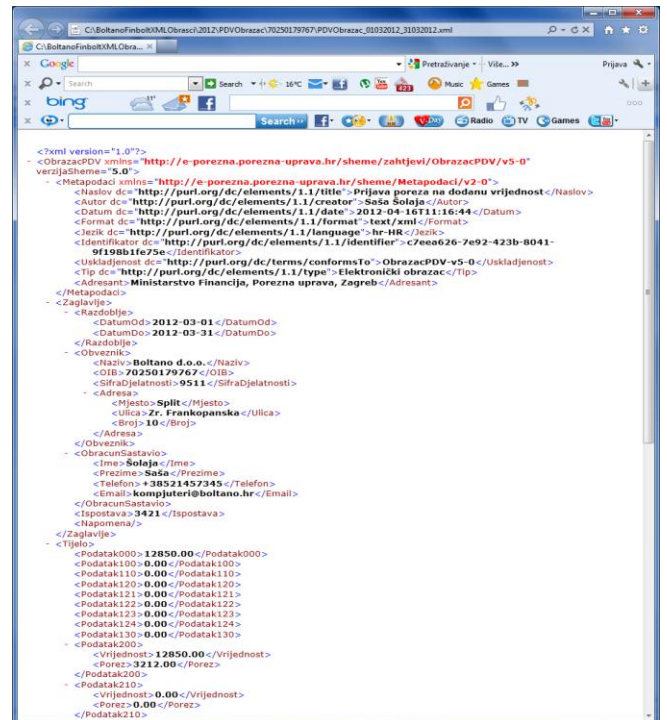 C:\BoltanoFinboltXMLObrasci\2012\PDVObrazac\70250179767\PDVObrazac_01032012_31032012.xml
C:\BoltanoFinboltXMLObra...
Google Pretraživanje Više... >> Prijava
Search Search 16°C 423 Music Games
bing
Search >> Radio TV Games
<?xml version="1.0"?>
- <ObrazacPDV xmlns="http://e-porezna.porezna-uprava.hr/sheme/zahtjevi/ObrazacPDV/v5-0"
verzijaSheme="5.0">
- <Metapodaci xmlns="http://e-porezna.porezna-uprava.hr/sheme/Metapodaci/v2-0">
<Naslov dc="http://purl.org/dc/elements/1.1/title">Prijava poreza na dodanu vrijednost</Naslov>
<Autor dc="http://purl.org/dc/elements/1.1/creator">Saša Šolaja</Autor>
<Datum dc="http://purl.org/dc/elements/1.1/date">2012-04-16T11:16:44</Datum>
<Format dc="http://purl.org/dc/elements/1.1/format">text/xml</Format>
<Jezik dc="http://purl.org/dc/elements/1.1/language">hr-HR</Jezik>
<Identifikator dc="http://purl.org/dc/elements/1.1/identifier">c7eea626-7e92-423b-8041-
9f198b1fe75e</Identifikator>
<Uskladjenost dc="http://purl.org/dc/terms/conformsTo">ObrazacPDV-v5-0</Uskladjenost>
<Tip dc="http://purl.org/dc/elements/1.1/type">Elektronički obrazac</Tip>
<Adresant>Ministarstvo Financija, Porezna uprava, Zagreb</Adresant>
</Metapodaci>
- <Zaglavlje>
- <Razdoblje>
<DatumOd>2012-03-01</DatumOd>
<DatumDo>2012-03-31</DatumDo>
</Razdoblje>
- <Obveznik>
<Naziv>Boltano d.o.o.</Naziv>
<OIB>70250179767</OIB>
<SifraDjelatnosti>9511</SifraDjelatnosti>
- <Adresa>
<Mjesto>Split</Mjesto>
<Ulica>Zr. Frankopanska</Ulica>
<Broj>10</Broj>
</Adresa>
</Obveznik>
- <ObracunSastavio>
<Ime>Šolaja</Ime>
<Prezime>Saša</Prezime>
<Telefon>+38521457345</Telefon>
<Email>kompjuteri@boltano.hr</Email>
</ObracunSastavio>
<Ispostava>3421</Ispostava>
<Napomena/>
</Zaglavlje>
- <Tijelo>
<Podatak000>12850.00</Podatak000>
<Podatak100>0.00</Podatak100>
<Podatak110>0.00</Podatak110>
<Podatak120>0.00</Podatak120>
<Podatak121>0.00</Podatak121>
<Podatak122>0.00</Podatak122>
<Podatak123>0.00</Podatak123>
<Podatak124>0.00</Podatak124>
<Podatak130>0.00</Podatak130>
- <Podatak200>
<Vrijednost>12850.00</Vrijednost>
<Porez>3212.00</Porez>
</Podatak200>
- <Podatak210>
<Vrijednost>0.00</Vrijednost>
<Porez>0.00</Porez>
</Podatak210>